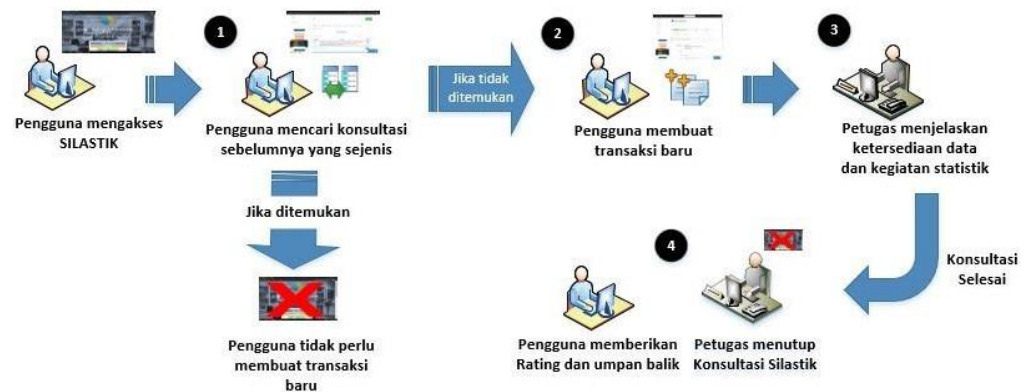 1
2
3
Jika tidak
ditemukan
Pengguna mengakses
SILASTIK
Pengguna mencari konsultasi
sebelumnya yang sejenis
Pengguna membuat
transaksi baru
Petugas menjelaskan
ketersediaan data
dan kegiatan statistik
Jika ditemukan
4
Konsultasi
Selesai
Pengguna tidak perlu
membuat transaksi
baru
Pengguna memberikan
Rating dan umpan balik
Petugas menutup
Konsultasi Silastik